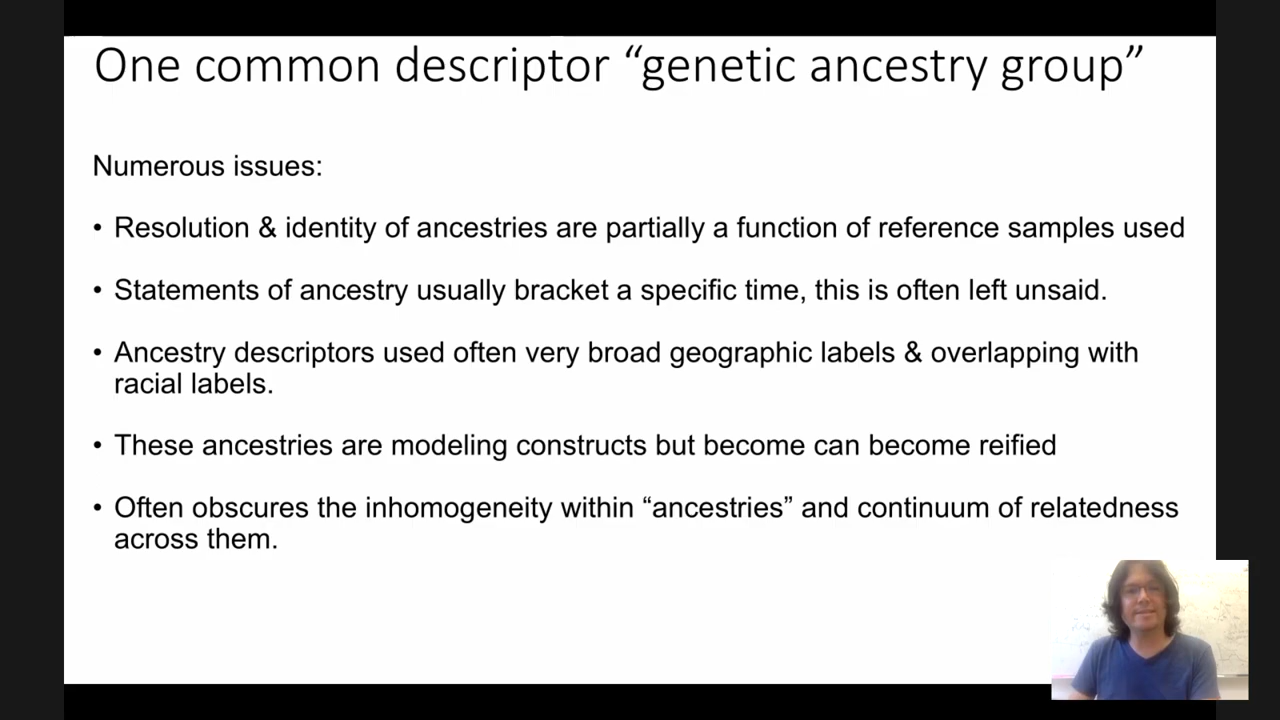 One common descriptor “genetic ancestry group”
Numerous issues:
• Resolution & identity of ancestries are partially a function of reference samples used
• Statements of ancestry usually bracket a specific time, this is often left unsaid.
• Ancestry descriptors used often very broad geographic labels & overlapping with
racial labels.
• These ancestries are modeling constructs but become can become reified
• Often obscures the inhomogeneity within “ancestries” and continuum of relatedness
across them.